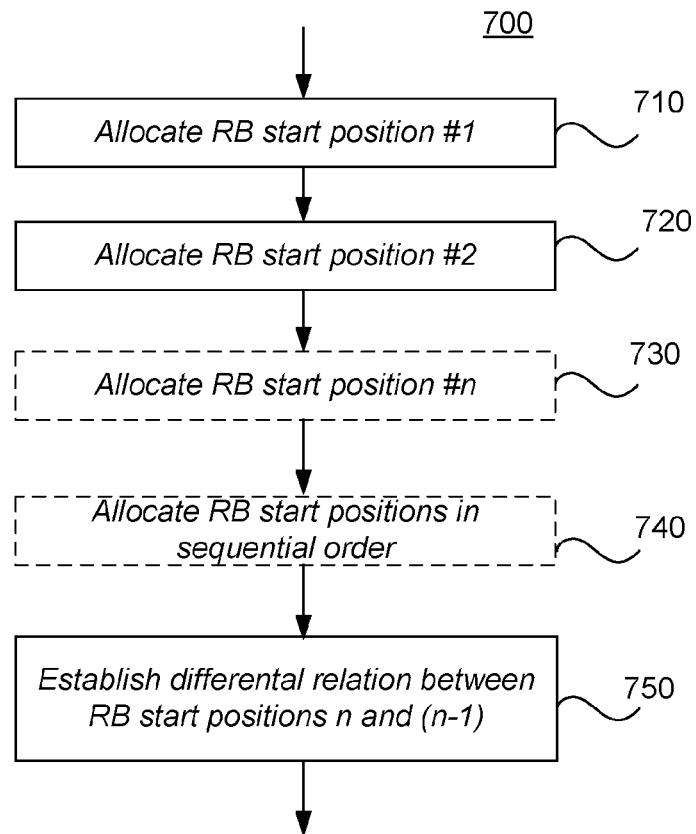 700
Allocate RB start position #1
710
Allocate RB start position #2
720
Allocate RB start position #n
730
Allocate RB start positions in
sequential order
740
Establish differental relation between
RB start positions n and (n-1)
750